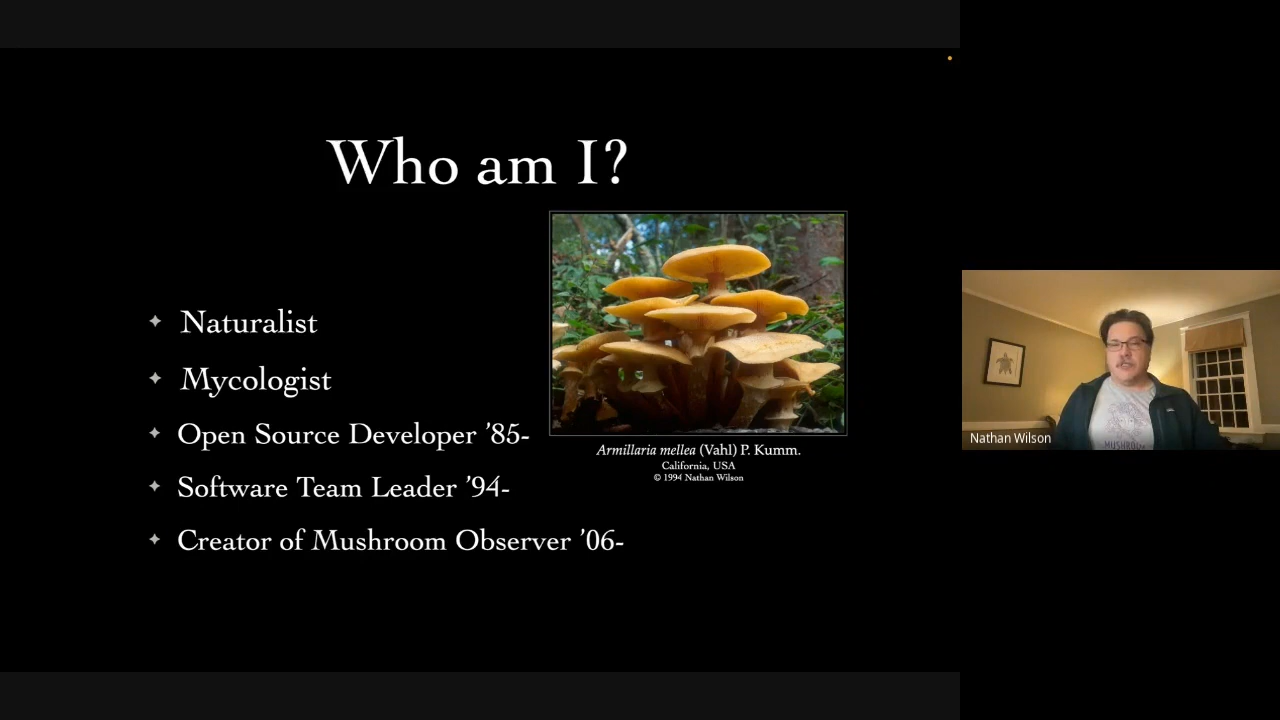 Who am I?
Naturalist
Mycologist
Open Source Developer ’85-
Software Team Leader ’94-
Creator of Mushroom Observer ’06-
Armillaria mellea (Vahl) P. Kumm.
California, USA
© 1994 Nathan Wilson
MUSHROOM
Nathan Wilson